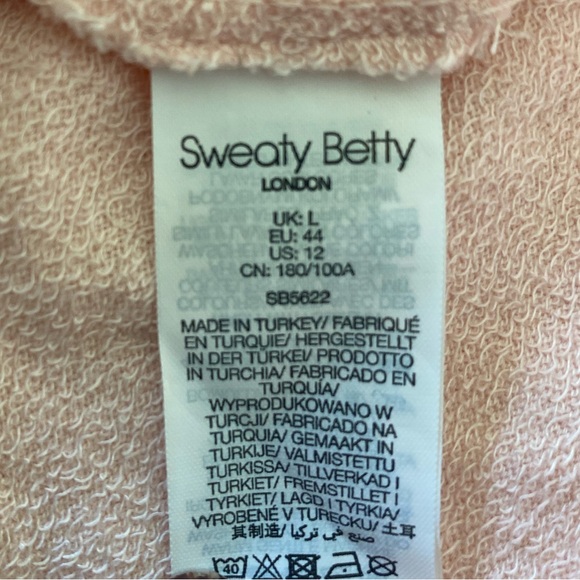 Sweaty Betty
LONDON
UK: L
EU: 44
US: 12
CN: 180/100A
SB5622
MADE IN TURKEY/ FABRIQUÉ
EN TURQUIE/ HERGESTELLT
IN DER TÜRKEI/ PRODOTTO
IN TURCHIA/ FABRICADO EN
TURQUÍA/
WYPRODUKOWANO W
TURCJI/ FABRICADO NA
TURQUIA/ GEMAAKT IN
TURKIJE/ VALMISTETTU
TURKISSA/ TILLVERKAD I
TURKIET/ FREMSTILLET I
TYRKIET/ LAGD I TYRKIA/
VYROBENÉ V TURECKU/ 土耳
其制造/ صنع في تركيا
40